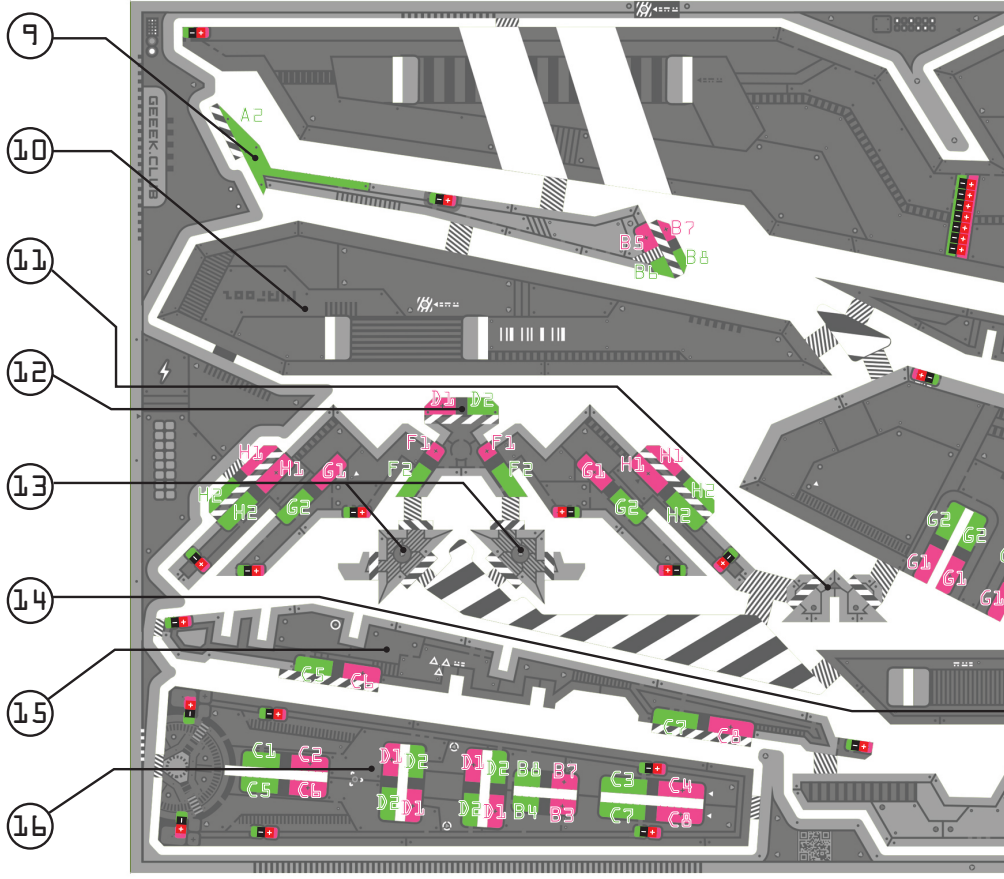 9
10
11
12
13
14
15
16
GEEEK.CLUB
A2
B5
B7
B6
B8
D1 D2
F1 F1
F2 F2
H1 H1 G1
H2 H2 G2
G1 H1 H1
G2 H2 H2
G2 G2
G1 G1 G1
C5 C6
C7 C8
C1 C2
C5 C6
D1 D2
D2 D1
D1 D2
D2 D1
B8 B7
B4 B3
C3 C4
C7 C8